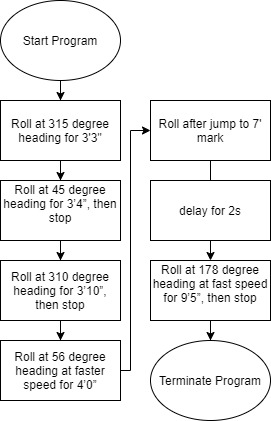 Start Program
Roll at 315 degree
heading for 3'3"
Roll at 45 degree
heading for 3’4”, then
stop
Roll at 310 degree
heading for 3’10”,
then stop
Roll at 56 degree
heading at faster
speed for 4’0”
Roll after jump to 7'
mark
delay for 2s
Roll at 178 degree
heading at fast speed
for 9’5”, then stop
Terminate Program